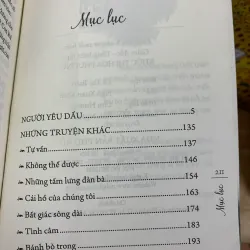 Mục lục
NGƯỜI YÊU DẤU 5
NHỮNG TRUYỆN KHÁC 135
Tự vấn 137
Không thể được 146
Những tấm lưng đàn bà 154
Cái hố của chúng tôi 163
Bất giác sông dài 174
Tình câm 183
Bánh bò trong 193
211
Mục lục